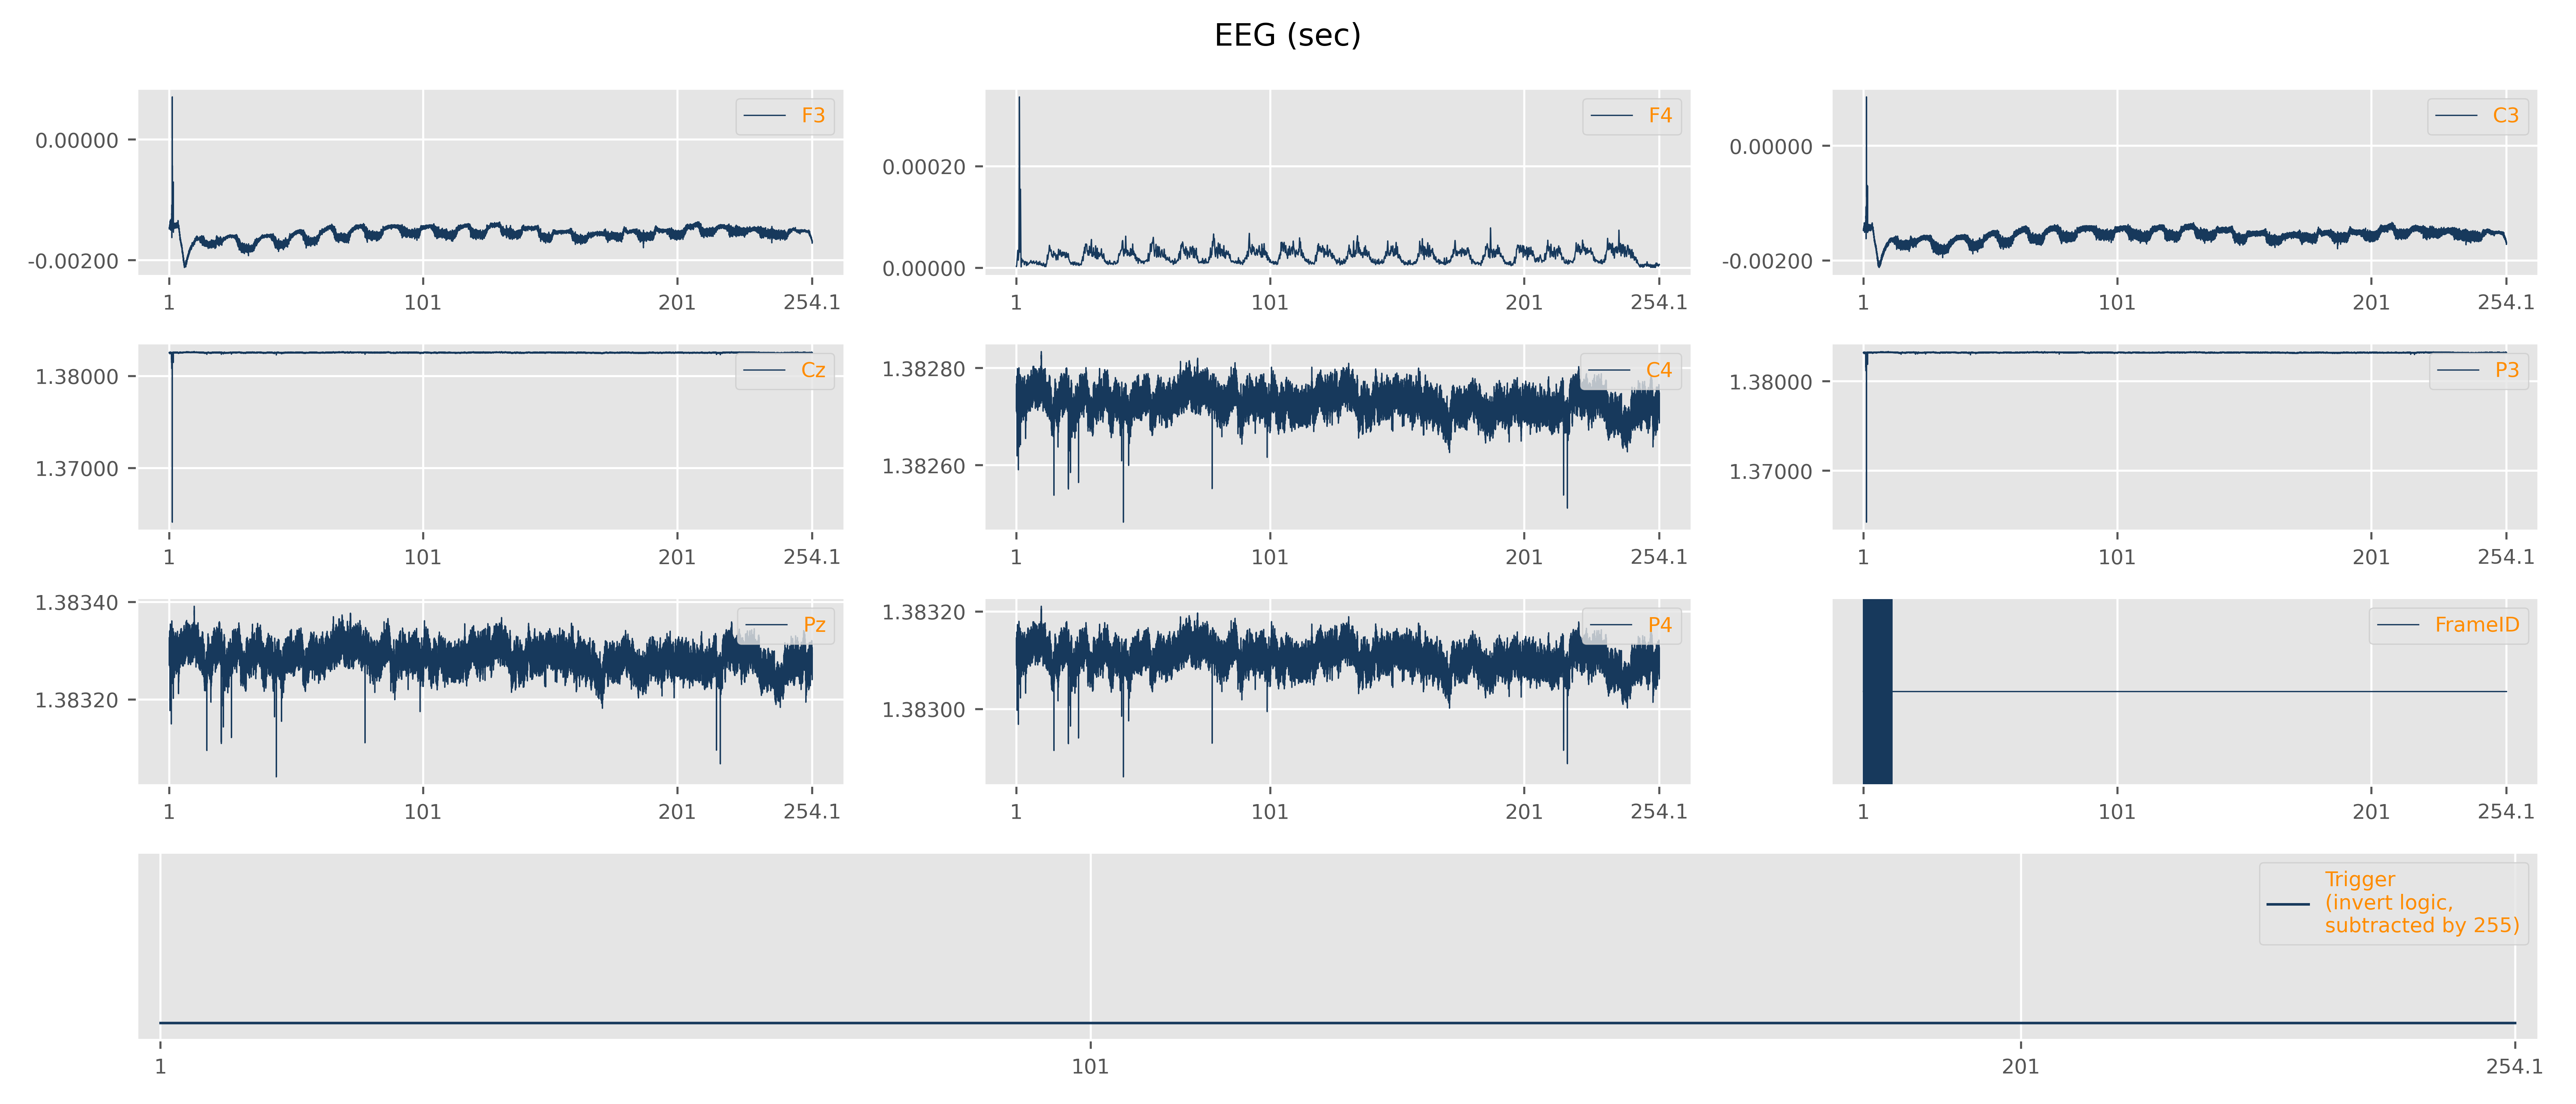 EEG (sec)
F3
0.00000
-0.00200
1 101 201 254.1
F4
0.00020
0.00000
1 101 201 254.1
C3
0.00000
-0.00200
1 101 201 254.1
Cz
1.38000
1.37000
1 101 201 254.1
C4
1.38280
1.38260
1 101 201 254.1
P3
1.38000
1.37000
1 101 201 254.1
Pz
1.38340
1.38320
1 101 201 254.1
P4
1.38320
1.38300
1 101 201 254.1
FrameID
1 101 201 254.1
Trigger
(invert logic,
subtracted by 255)
1 101 201 254.1